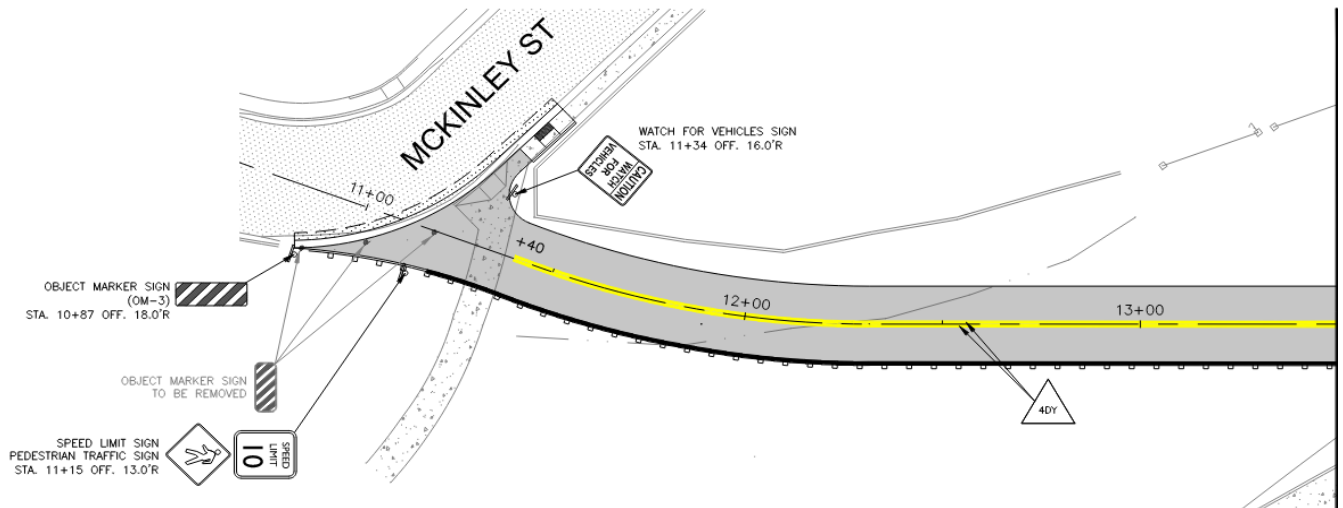 MCKINLEY ST
WATCH FOR VEHICLES SIGN
STA. 11+34 OFF. 16.0'R
CAUTION
WATCH
FOR
VEHICLES
11+00
+40
12+00
13+00
OBJECT MARKER SIGN
(OM-3)
STA. 10+87 OFF. 18.0'R
OBJECT MARKER SIGN
TO BE REMOVED
4DY
SPEED LIMIT SIGN
PEDESTRIAN TRAFFIC SIGN
STA. 11+15 OFF. 13.0'R
SPEED
LIMIT
10